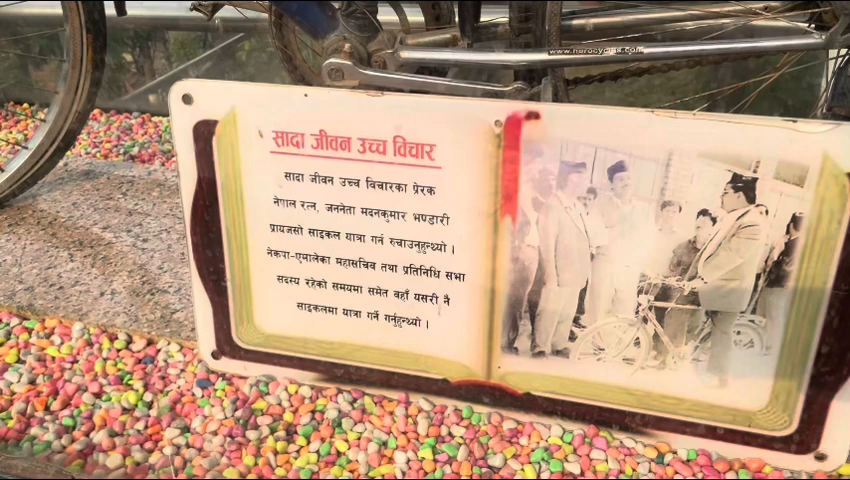 www.herocycles.com
सादा जीवन उच्च विचार
सादा जीवन उच्च विचारका प्रेरक
नेपाल रत्न, जननेता मदनकुमार भण्डारी
प्रायजसो साइकल यात्रा गर्न रुचाउनुहुन्थ्यो ।
नेकपा-एमालेका महासचिव तथा प्रतिनिधि सभा
सदस्य रहेको समयमा समेत वहाँ यसरी नै
साइकलमा यात्रा गर्ने गर्नुहुन्थ्यो ।